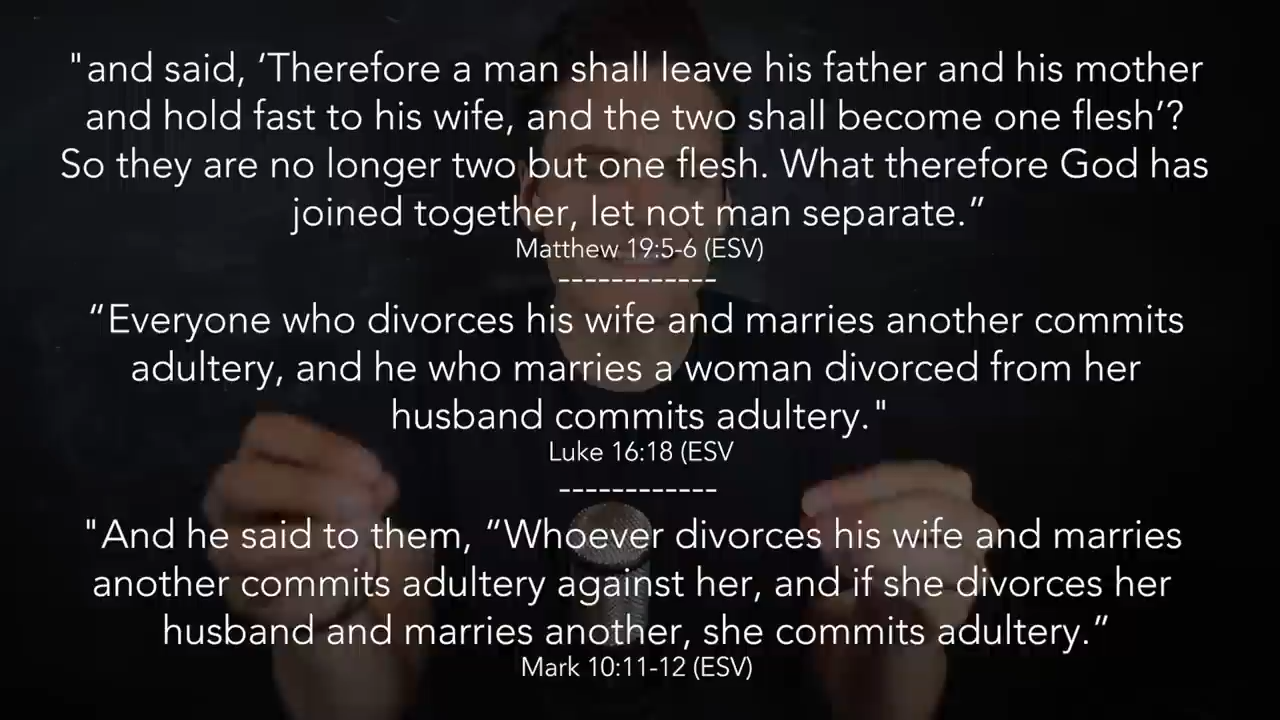 "and said, ‘Therefore a man shall leave his father and his mother
and hold fast to his wife, and the two shall become one flesh’?
So they are no longer two but one flesh. What therefore God has
joined together, let not man separate.”
Matthew 19:5-6 (ESV)
------------
“Everyone who divorces his wife and marries another commits
adultery, and he who marries a woman divorced from her
husband commits adultery."
Luke 16:18 (ESV
------------
"And he said to them, “Whoever divorces his wife and marries
another commits adultery against her, and if she divorces her
husband and marries another, she commits adultery.”
Mark 10:11-12 (ESV)